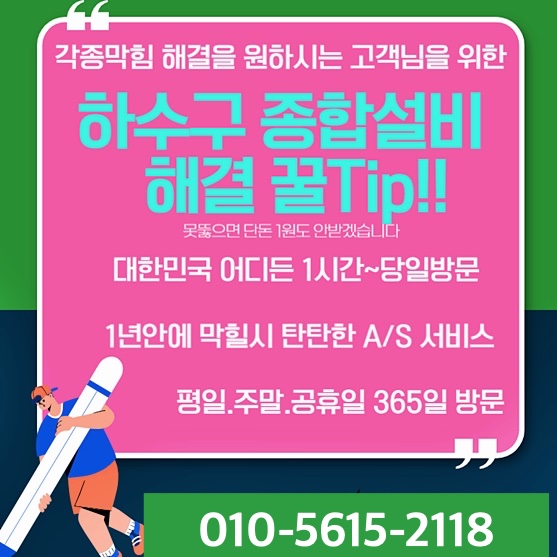 각종막힘 해결을 원하시는 고객님을 위한
하수구 종합설비
해결 꿀Tip!!
못뚫으면 단돈 1원도 안받겠습니다
대한민국 어디든 1시간~당일방문
1년안에 막힐시 탄탄한 A/S 서비스
평일.주말.공휴일 365일 방문
010-5615-2118